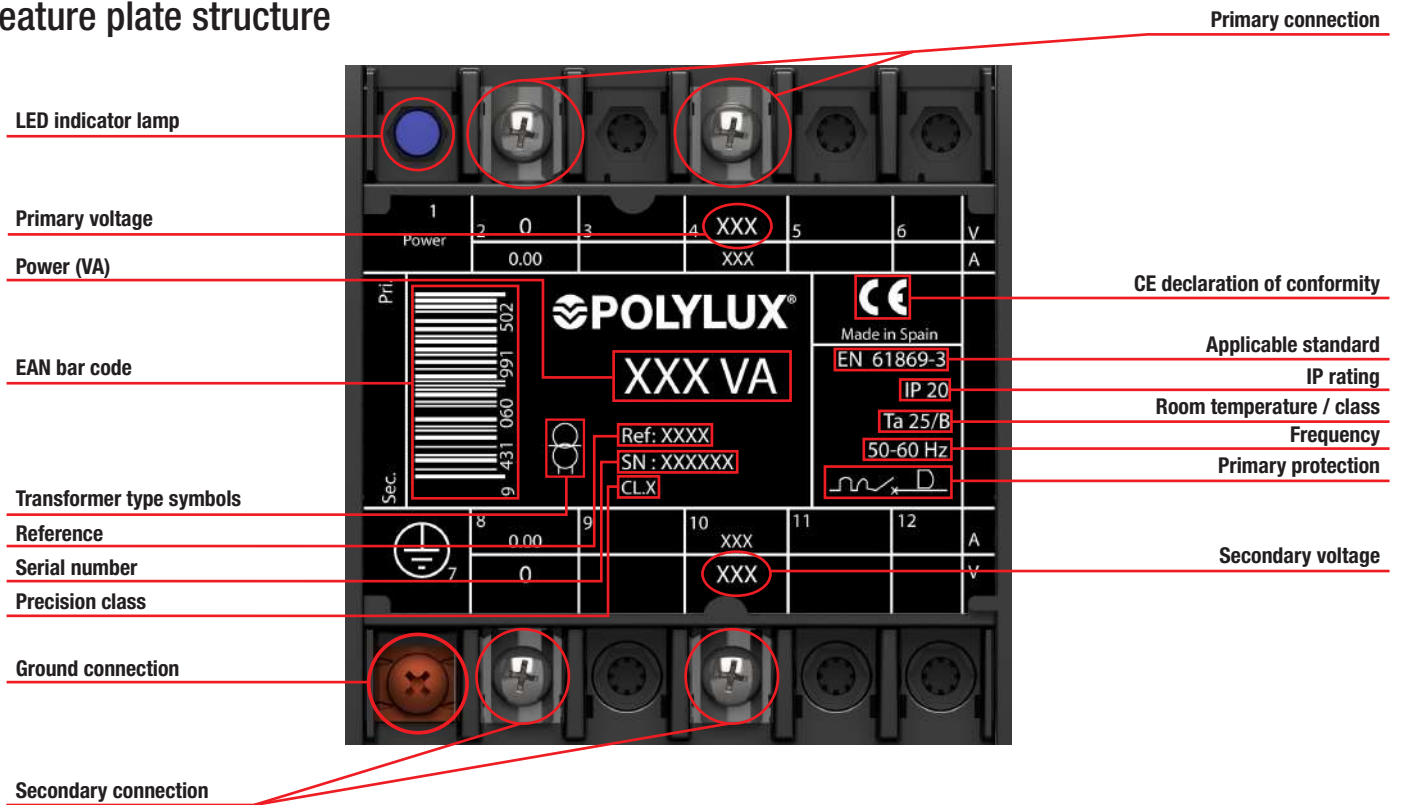 eature plate structure
Primary connection
LED indicator lamp
Primary voltage
Power (VA)
EAN bar code
Transformer type symbols
Reference
Serial number
Precision class
Ground connection
Secondary connection
CE declaration of conformity
Applicable standard
IP rating
Room temperature / class
Frequency
Primary protection
Secondary voltage
1 Power 2 0 3 4 XXX 5 6 V
0.00 XXX A
Pri.
Sec.
9 431 060 991 502
POLYLUX®
XXX VA
Ref: XXXX
SN : XXXXXX
CL.X
CE
Made in Spain
EN 61869-3
IP 20
Ta 25/B
50-60 Hz
D
8 0.00 9 10 XXX 11 12 A
7 0 XXX V